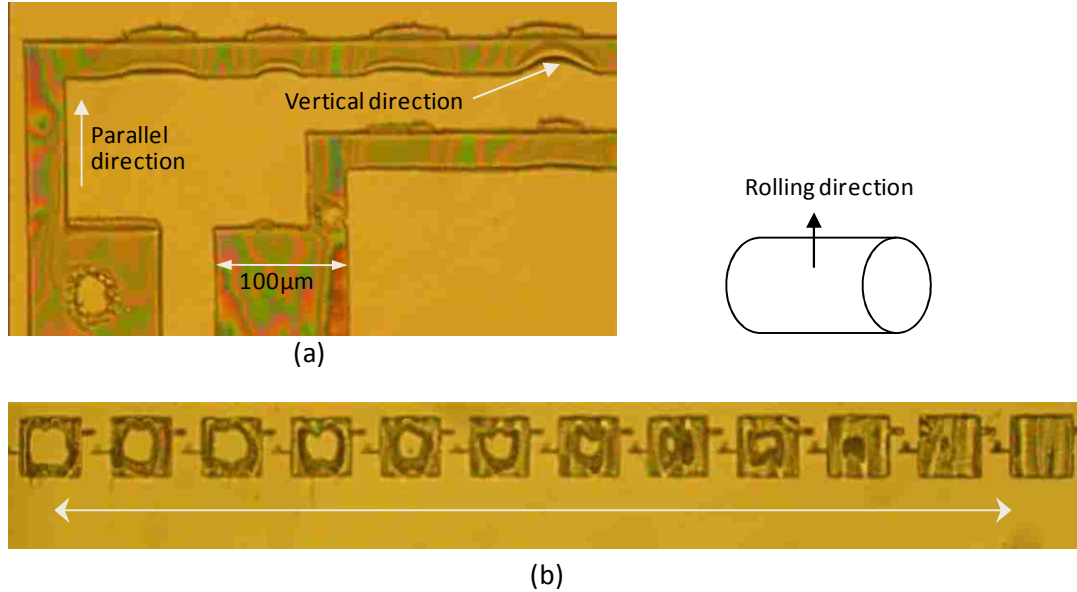 Vertical direction
Parallel
direction
100μm
(a)
Rolling direction
(b)